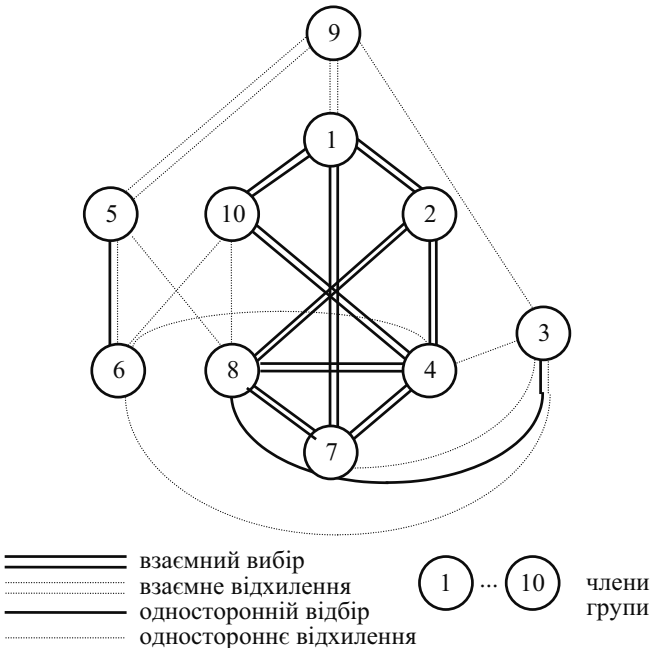 9
1
5
10
2
3
6
8
4
7
взаємний вибір
взаємне відхилення
односторонній відбір
одностороннє відхилення
1 ... 10
члени
групи